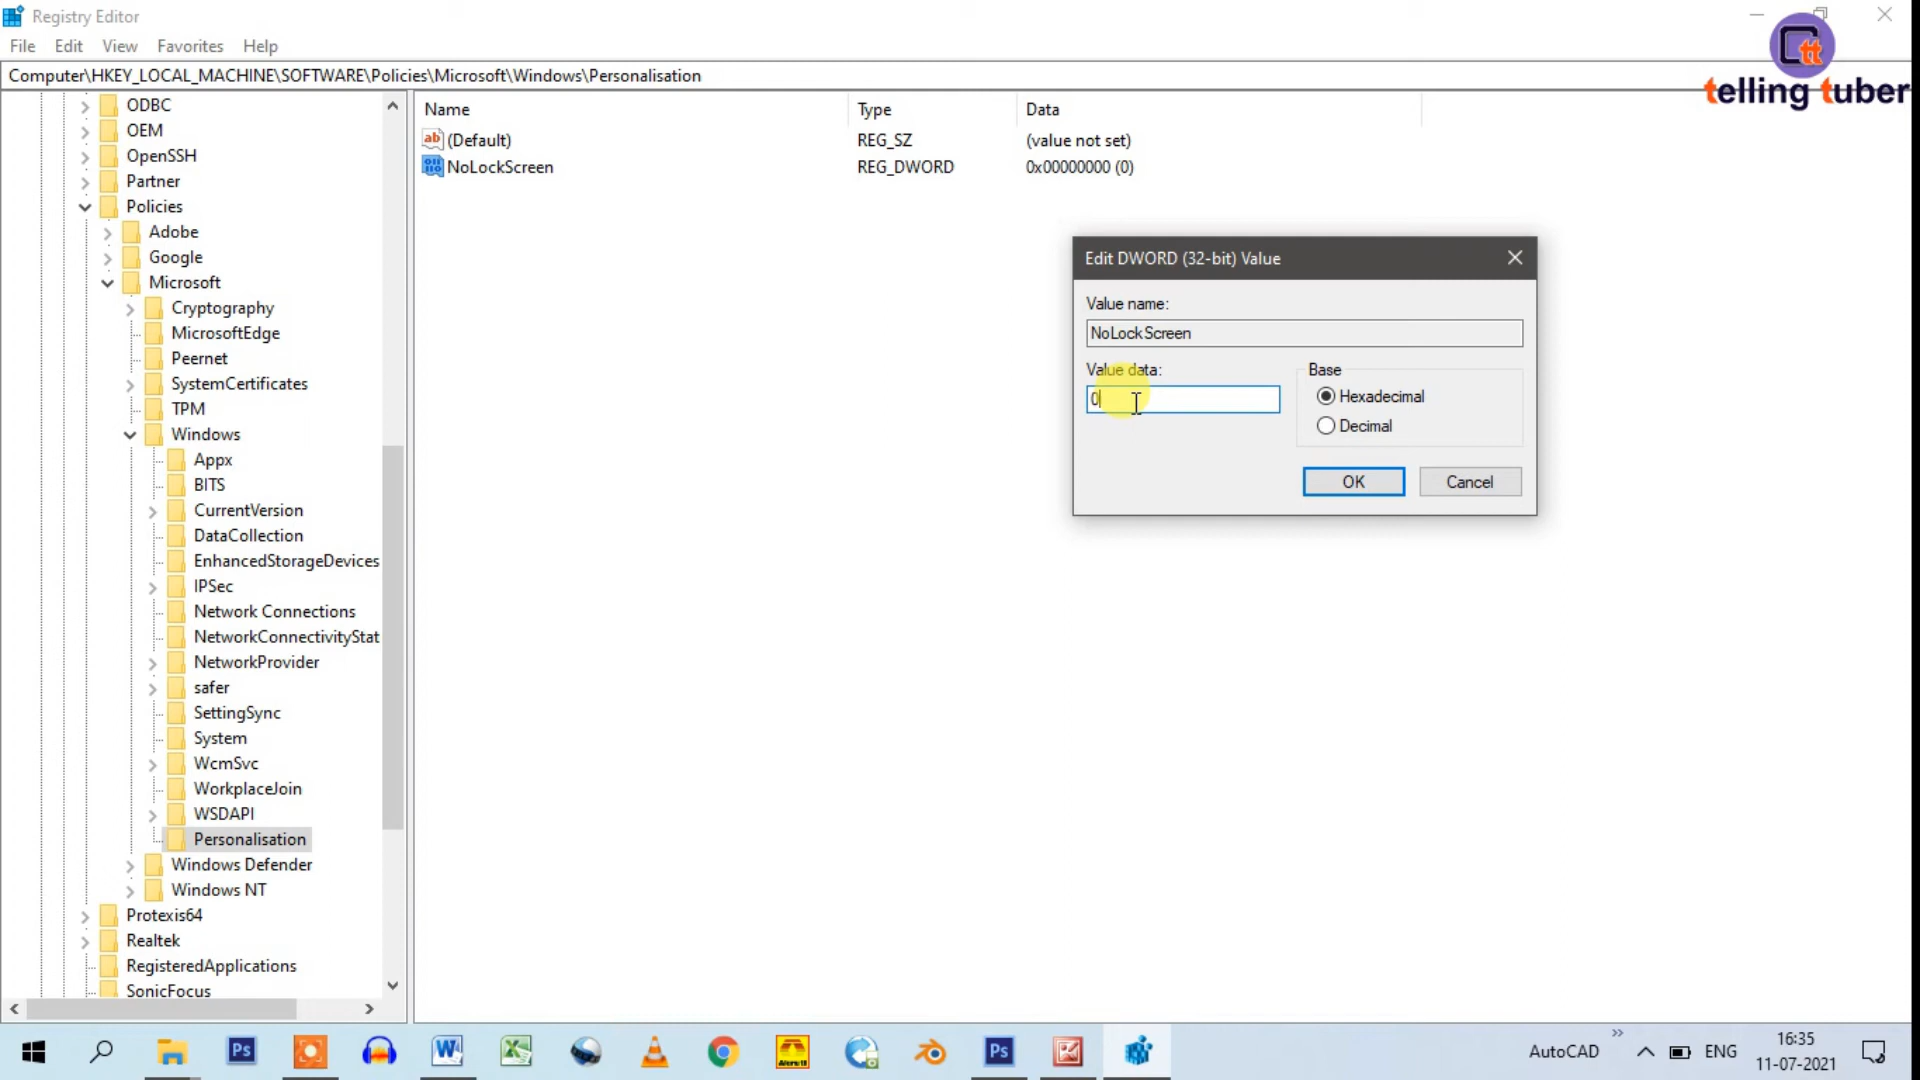 Registry Editor
File Edit View Favorites Help
Computer\HKEY_LOCAL_MACHINE\SOFTWARE\Policies\Microsoft\Windows\Personalisation
telling tuber
ODBC
OEM
OpenSSH
Partner
Policies
Adobe
Google
Microsoft
Cryptography
MicrosoftEdge
Peernet
SystemCertificates
TPM
Windows
Appx
BITS
CurrentVersion
DataCollection
EnhancedStorageDevices
IPSec
Network Connections
NetworkConnectivityStat
NetworkProvider
safer
SettingSync
System
WcmSvc
WorkplaceJoin
WSDAPI
Personalisation
Windows Defender
Windows NT
Protexis64
Realtek
RegisteredApplications
SonicFocus
Name Type Data
(Default) REG_SZ (value not set)
NoLockScreen REG_DWORD 0x00000000 (0)
Edit DWORD (32-bit) Value
Value name:
NoLockScreen
Value data:
0
Base
Hexadecimal
Decimal
OK Cancel
AutoCAD
ENG
16:35
11-07-2021